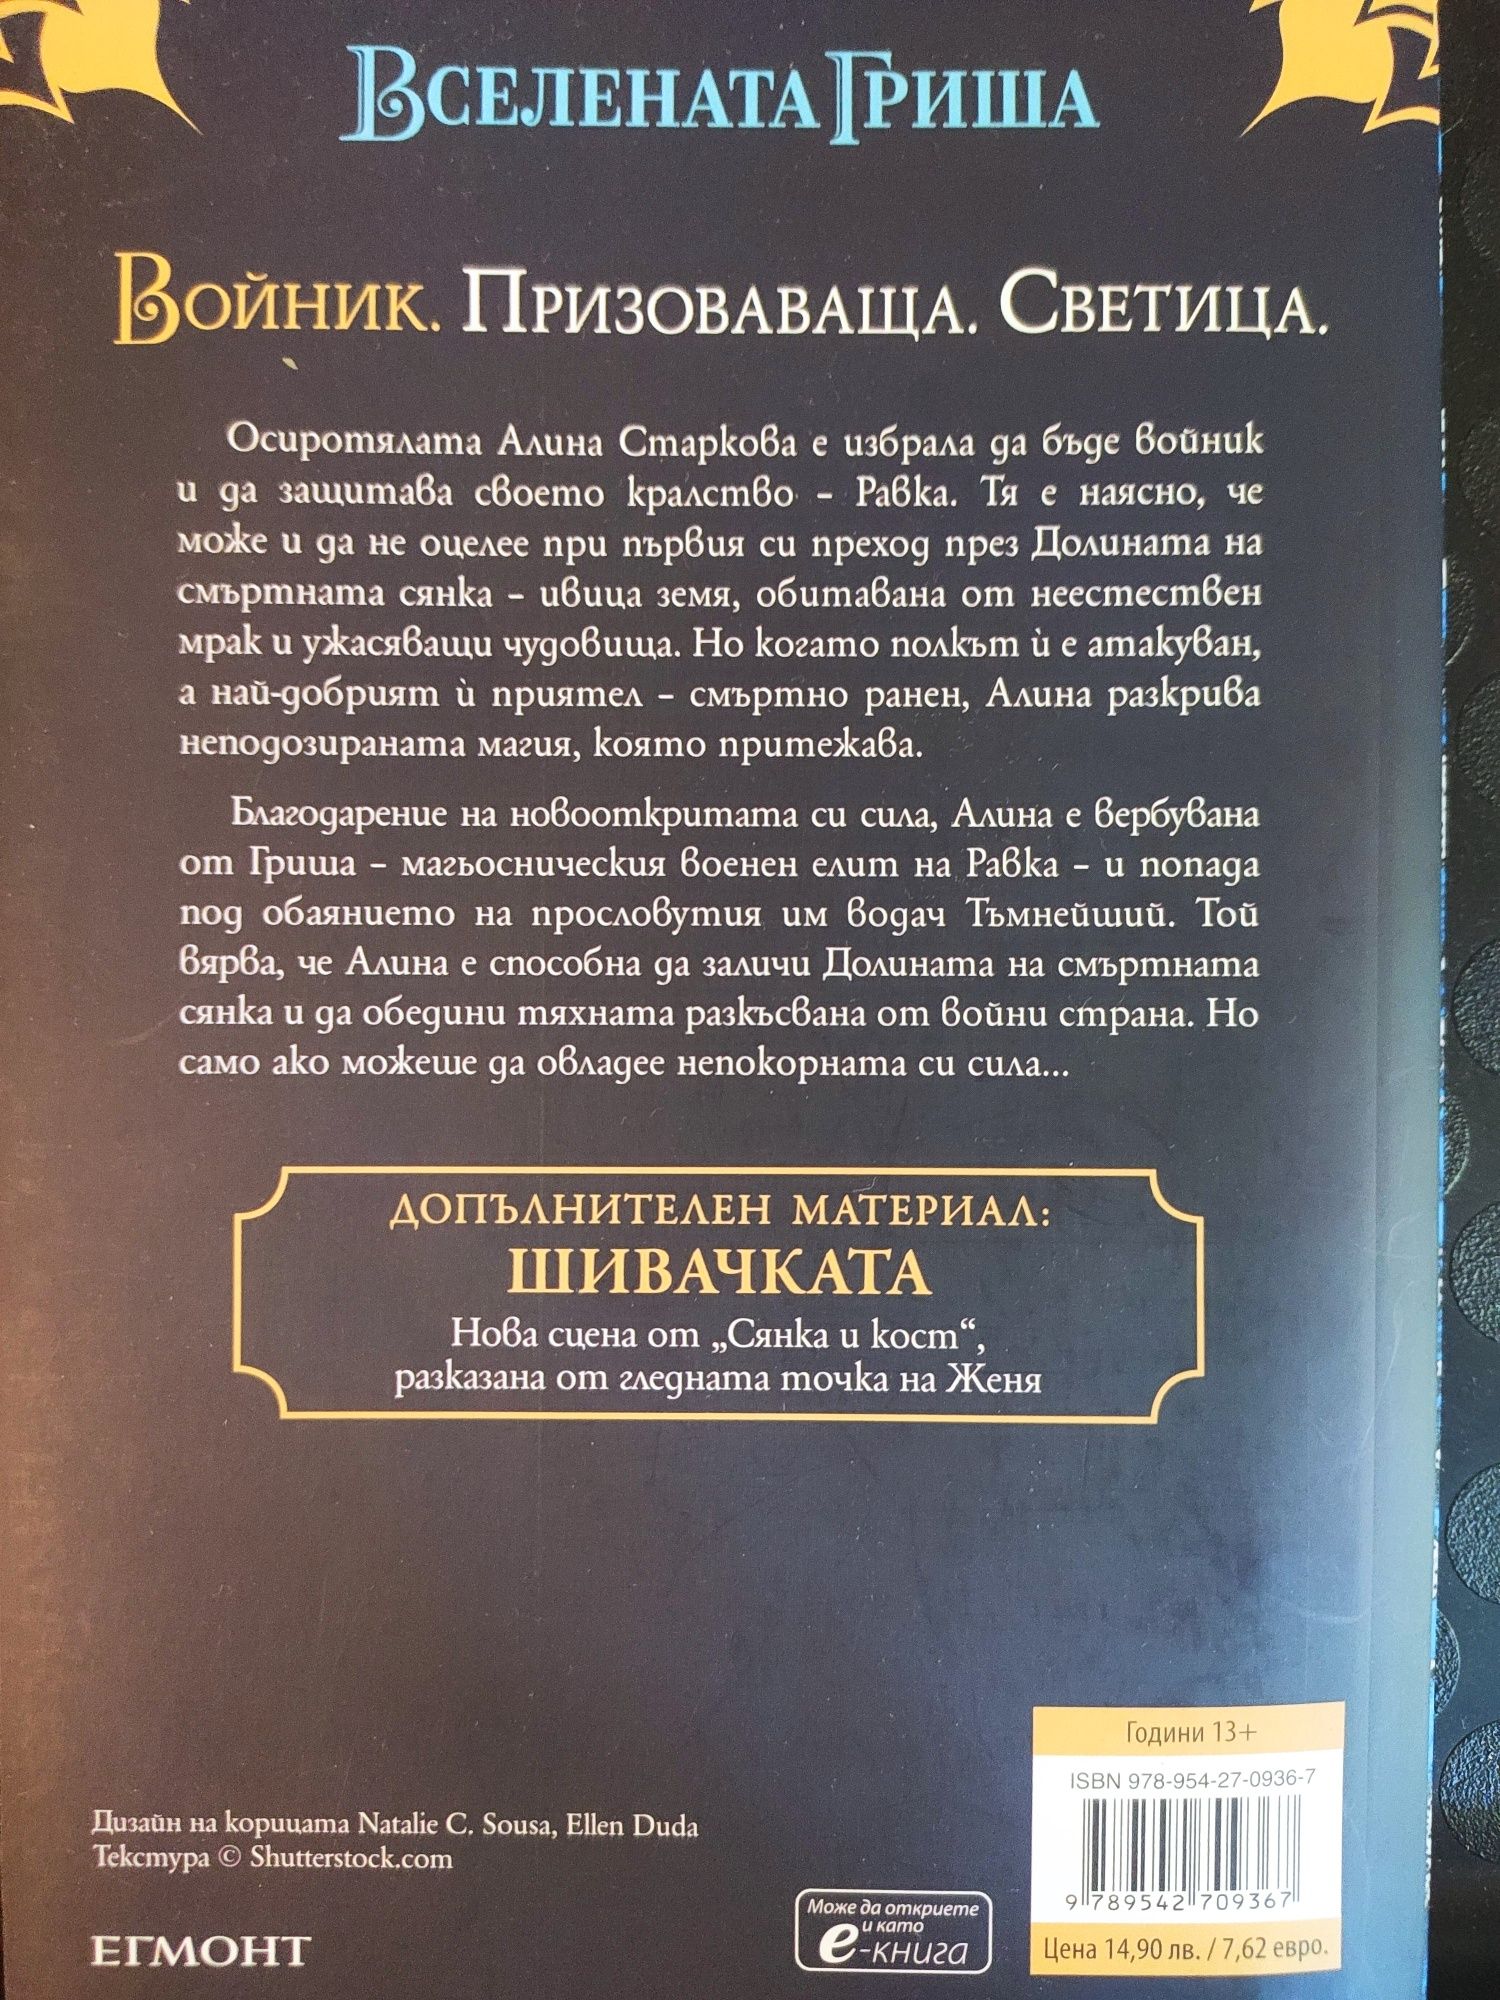 Вселената Гриша
Войник. Призоваваща. Светица.
Осиротялата Алина Старкова е избрала да бъде войник
и да защитава своето кралство – Равка. Тя е наясно, че
може и да не оцелее при първия си преход през Долината на
смъртната сянка – ивица земя, обитавана от неестествен
мрак и ужасяващи чудовища. Но когато полкът ѝ е атакуван,
а най-добрият ѝ приятел – смъртно ранен, Алина разкрива
неподозираната магия, която притежава.
Благодарение на новооткритата си сила, Алина е вербувана
от Гриша – магьосническия военен елит на Равка – и попада
под обаянието на прословутия им водач Тъмнейший. Той
вярва, че Алина е способна да заличи Долината на смъртната
сянка и да обедини тяхната разкъсвана от войни страна. Но
само ако можеше да овладее непокорната си сила...
ДОПЪЛНИТЕЛЕН МАТЕРИАЛ:
ШИВАЧКАТА
Нова сцена от „Сянка и кост“,
разказана от гледната точка на Женя
Години 13+
ISBN 978-954-27-0936-7
9 789542 709367
Цена 14,90 лв. / 7,62 евро.
Дизайн на корицата Natalie C. Sousa, Ellen Duda
Текстура © Shutterstock.com
Може да откриете
и като
е-книга
ЕГМОНТ